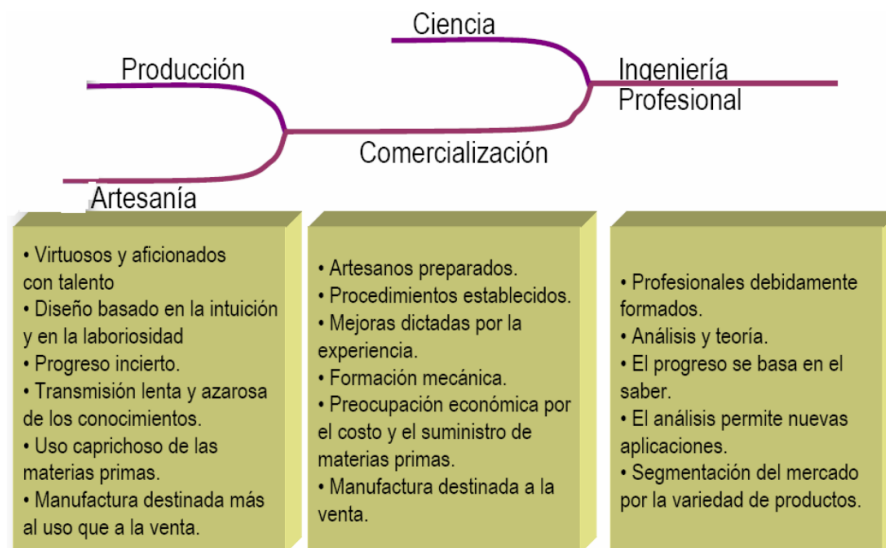 Ciencia
Producción
Ingeniería
Profesional
Comercialización
Artesanía
• Virtuosos y aficionados
con talento
• Diseño basado en la intuición
y en la laboriosidad
• Progreso incierto.
• Transmisión lenta y azarosa
de los conocimientos.
• Uso caprichoso de las
materias primas.
• Manufactura destinada más
al uso que a la venta.
• Artesanos preparados.
• Procedimientos establecidos.
• Mejoras dictadas por la
experiencia.
• Formación mecánica.
• Preocupación económica por
el costo y el suministro de
materias primas.
• Manufactura destinada a la
venta.
• Profesionales debidamente
formados.
• Análisis y teoría.
• El progreso se basa en el
saber.
• El análisis permite nuevas
aplicaciones.
• Segmentación del mercado
por la variedad de productos.